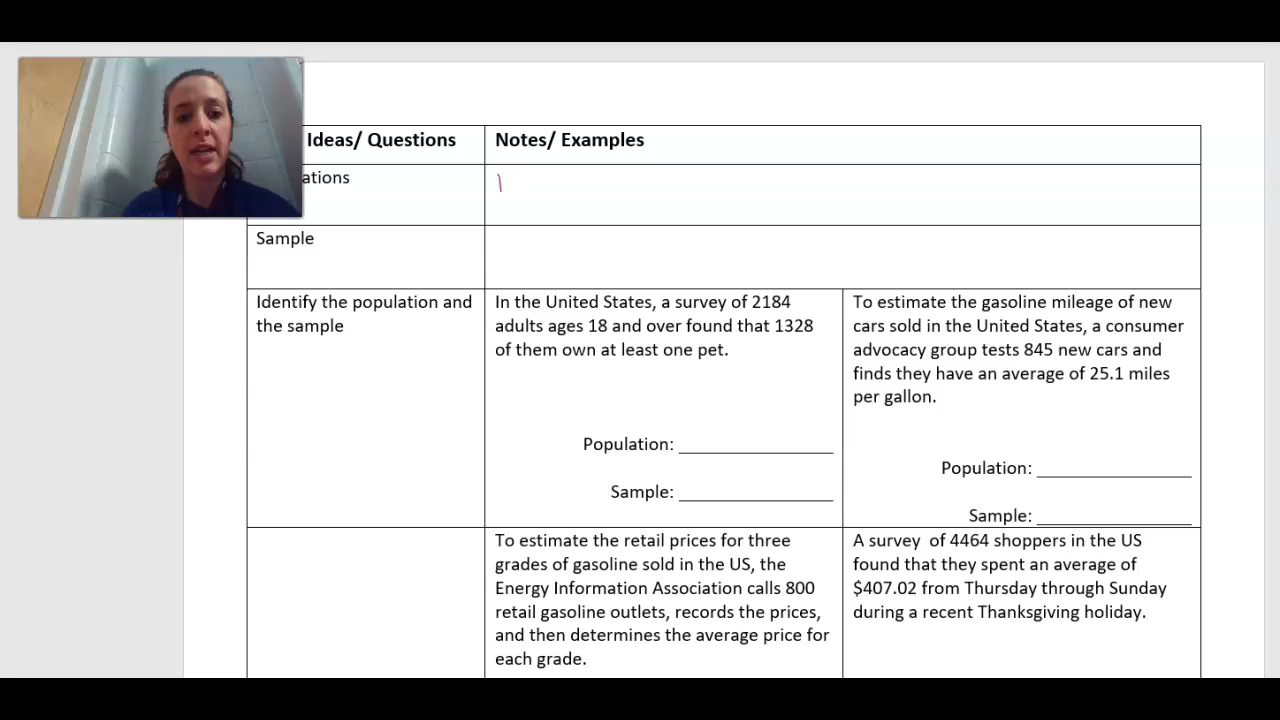 Ideas/ Questions
Notes/ Examples
ations
Sample
Identify the population and
the sample
In the United States, a survey of 2184
adults ages 18 and over found that 1328
of them own at least one pet.
Population: ________________
Sample: ________________
To estimate the gasoline mileage of new
cars sold in the United States, a consumer
advocacy group tests 845 new cars and
finds they have an average of 25.1 miles
per gallon.
Population: ________________
Sample: ________________
To estimate the retail prices for three
grades of gasoline sold in the US, the
Energy Information Association calls 800
retail gasoline outlets, records the prices,
and then determines the average price for
each grade.
A survey  of 4464 shoppers in the US
found that they spent an average of
$407.02 from Thursday through Sunday
during a recent Thanksgiving holiday.